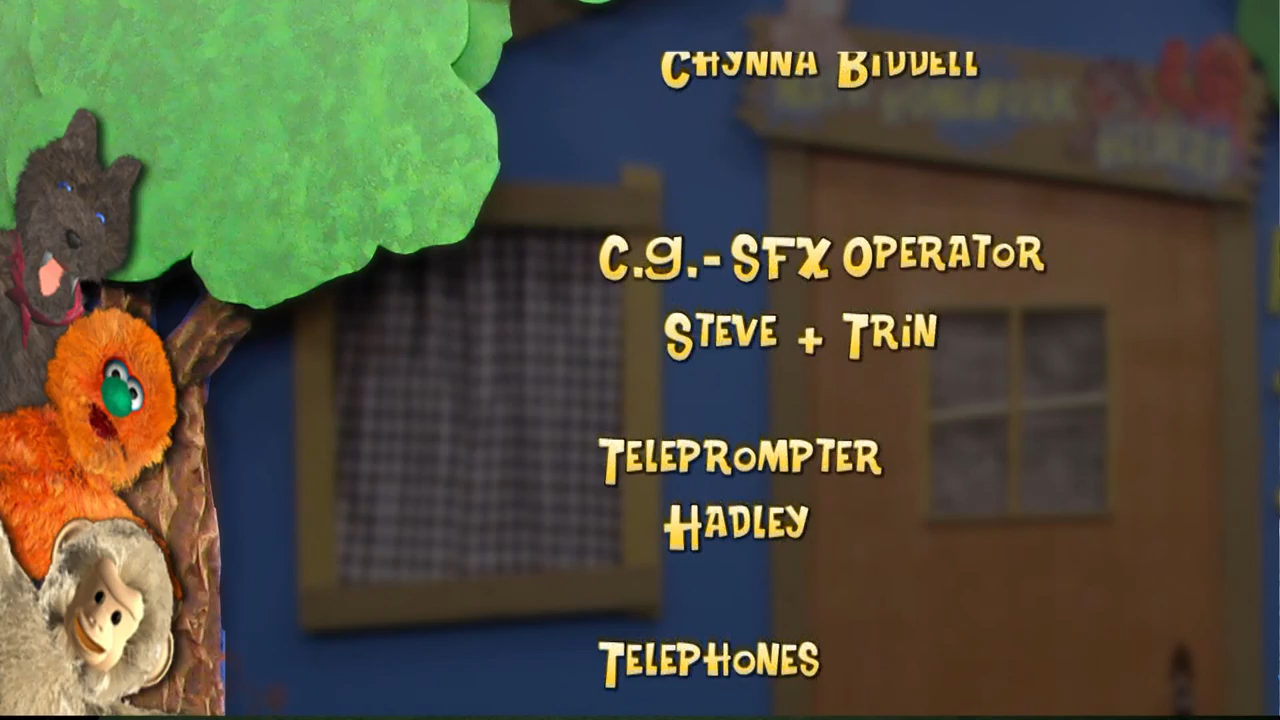 Chynna Biddell
C.g.-SFX Operator
Steve + Trin
Teleprompter
Hadley
Telephones